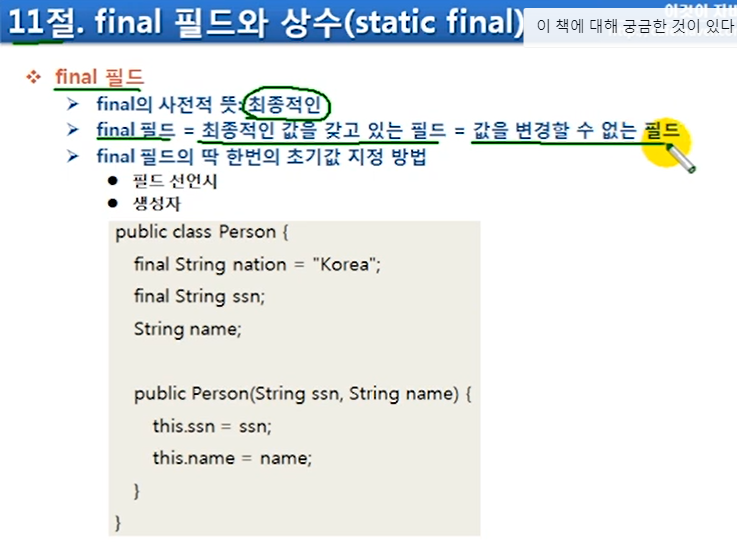 11절. final 필드와 상수(static final)
이 책에 대해 궁금한 것이 있다
❖ final 필드
➢ final의 사전적 뜻: 최종적인
➢ final 필드 = 최종적인 값을 갖고 있는 필드 = 값을 변경할 수 없는 필드
➢ final 필드의 딱 한번의 초기값 지정 방법
● 필드 선언시
● 생성자
public class Person {
final String nation = "Korea";
final String ssn;
String name;
public Person(String ssn, String name) {
this.ssn = ssn;
this.name = name;
}
}